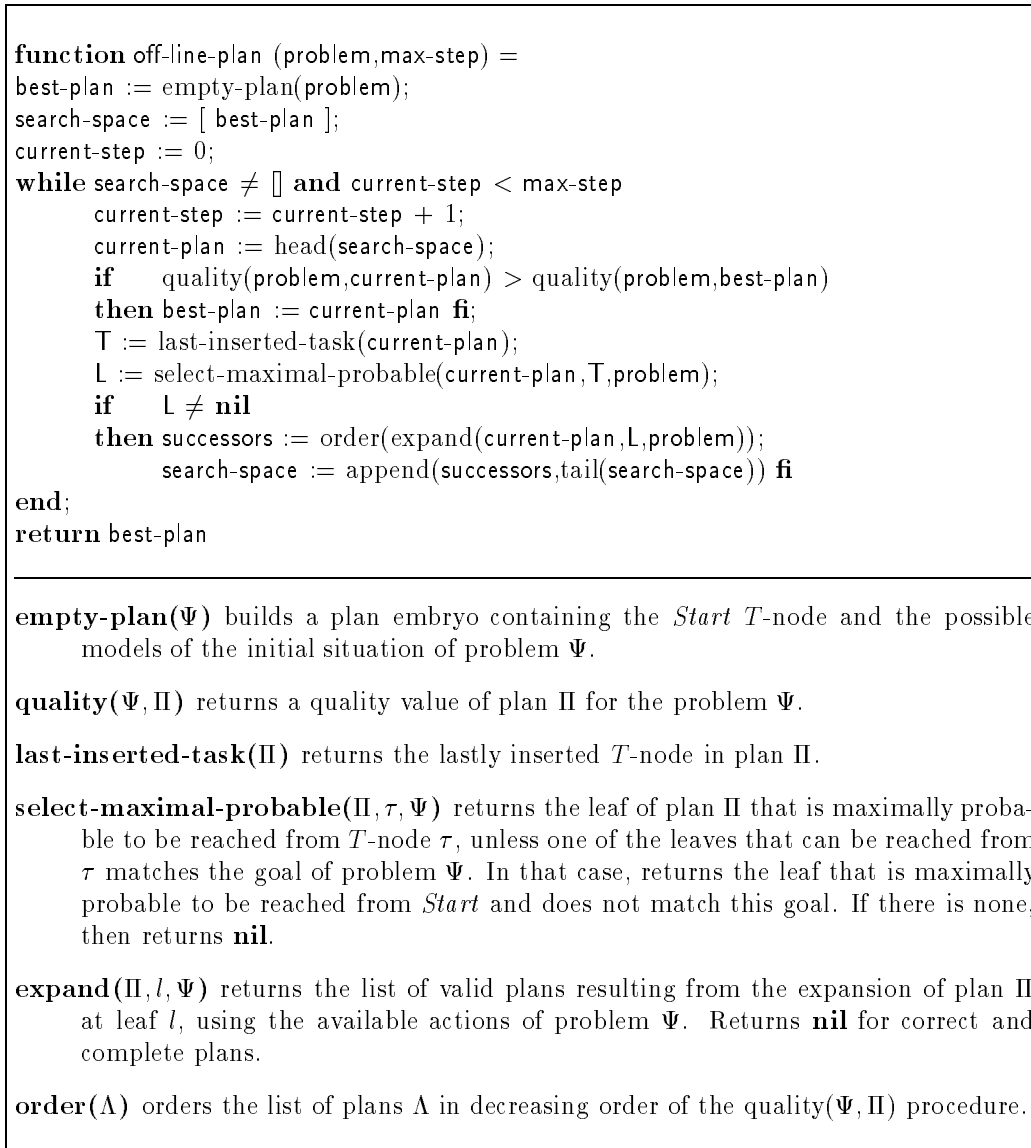 function off-line-plan (problem,max-step) =
best-plan := empty-plan(problem);
search-space := [ best-plan ];
current-step := 0;
while search-space ≠ [] and current-step < max-step
current-step := current-step + 1;
current-plan := head(search-space);
if quality(problem,current-plan) > quality(problem,best-plan)
then best-plan := current-plan fi;
T := last-inserted-task(current-plan);
L := select-maximal-probable(current-plan,T,problem);
if L ≠ nil
then successors := order(expand(current-plan,L,problem));
search-space := append(successors,tail(search-space)) fi
end;
return best-plan
empty-plan(Ψ) builds a plan embryo containing the Start T-node and the possible
models of the initial situation of problem Ψ.
quality(Ψ, Π) returns a quality value of plan Π for the problem Ψ.
last-inserted-task(Π) returns the lastly inserted T-node in plan Π.
select-maximal-probable(Π, τ, Ψ) returns the leaf of plan Π that is maximally proba-
ble to be reached from T-node τ, unless one of the leaves that can be reached from
τ matches the goal of problem Ψ. In that case, returns the leaf that is maximally
probable to be reached from Start and does not match this goal. If there is none,
then returns nil.
expand(Π, l, Ψ) returns the list of valid plans resulting from the expansion of plan Π
at leaf l, using the available actions of problem Ψ. Returns nil for correct and
complete plans.
order(Λ) orders the list of plans Λ in decreasing order of the quality(Ψ, Π) procedure.